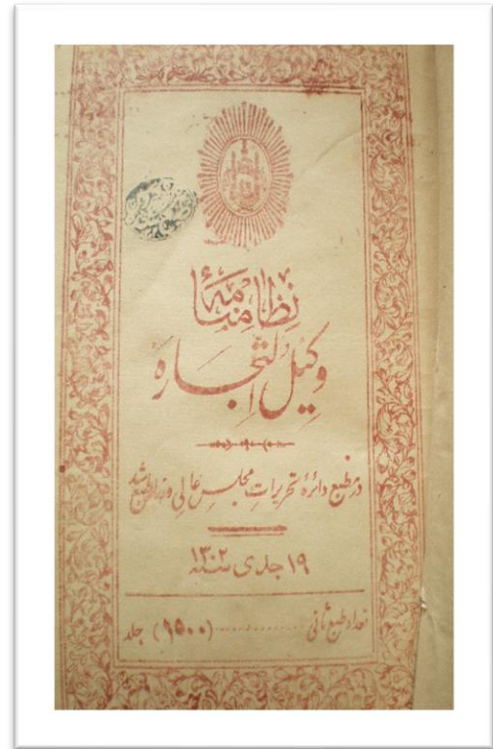 نظامنامهٔ
وکیل التجاره
در مطبع دائرهٔ تحریرات مجلس عالی وزرا طبع شد
۱۹ جدی سنه ۱۳۰۲
تعداد طبع ثانی .............. (۱۵۰۰) جلد